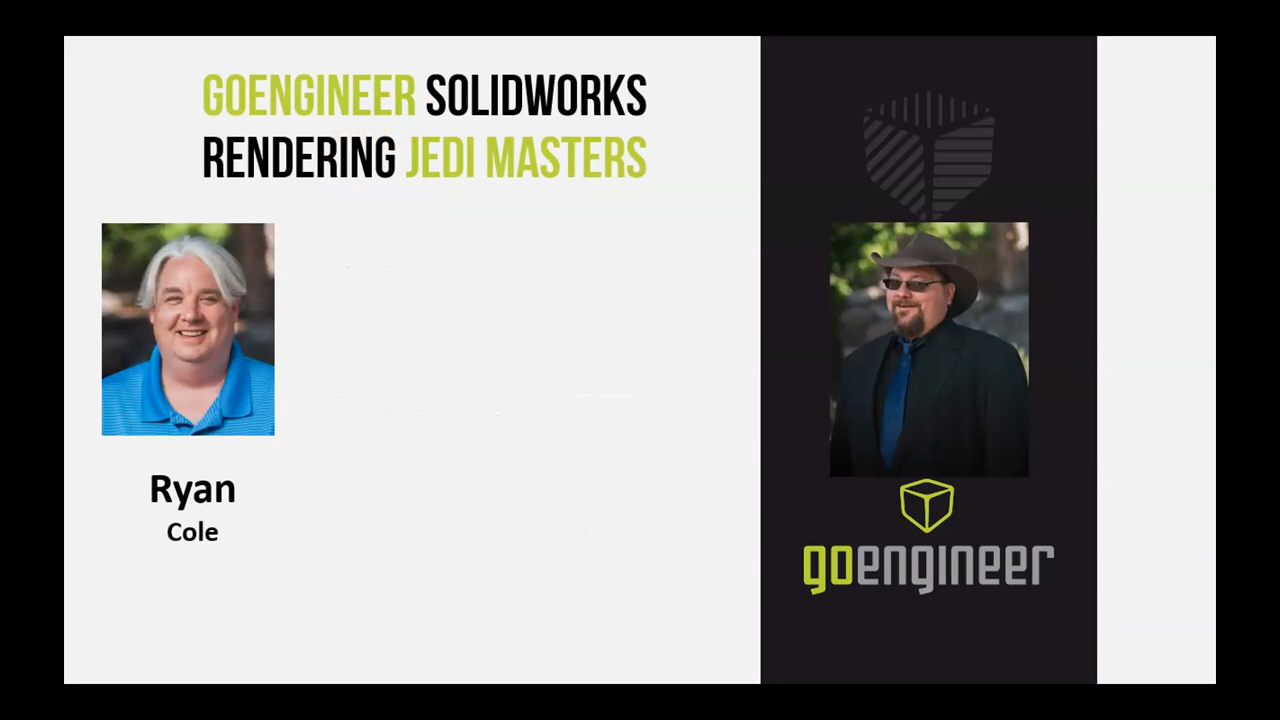 GOENGINEER SOLIDWORKS
RENDERING JEDI MASTERS
Ryan
Cole
goengineer